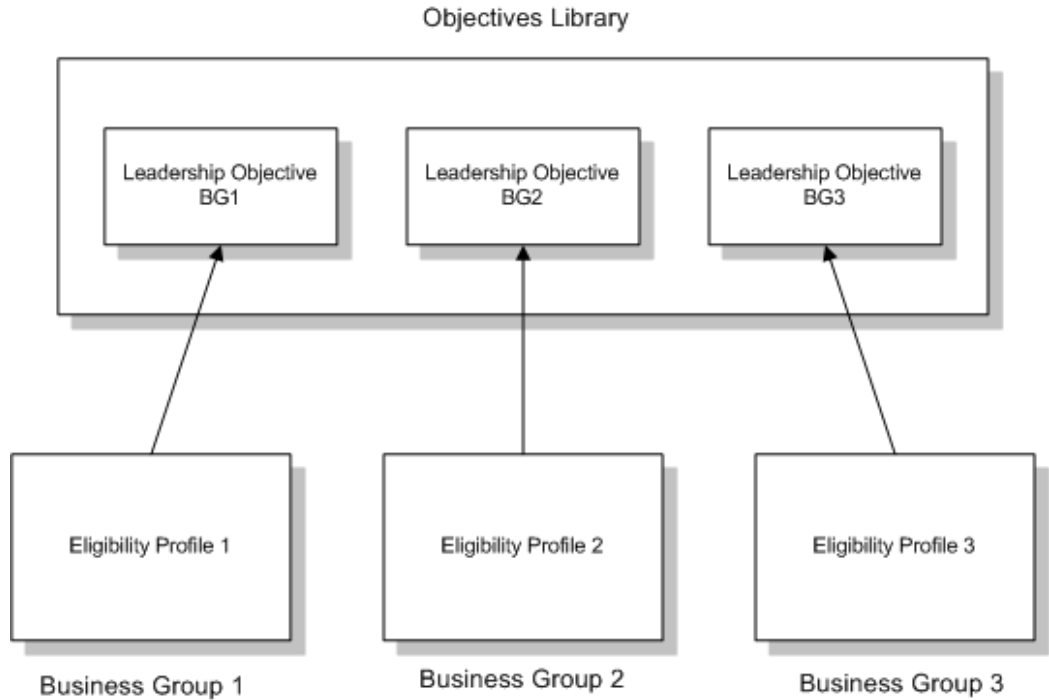 Objectives Library
Leadership Objective
BG1
Leadership Objective
BG2
Leadership Objective
BG3
Eligibility Profile 1
Eligibility Profile 2
Eligibility Profile 3
Business Group 1
Business Group 2
Business Group 3